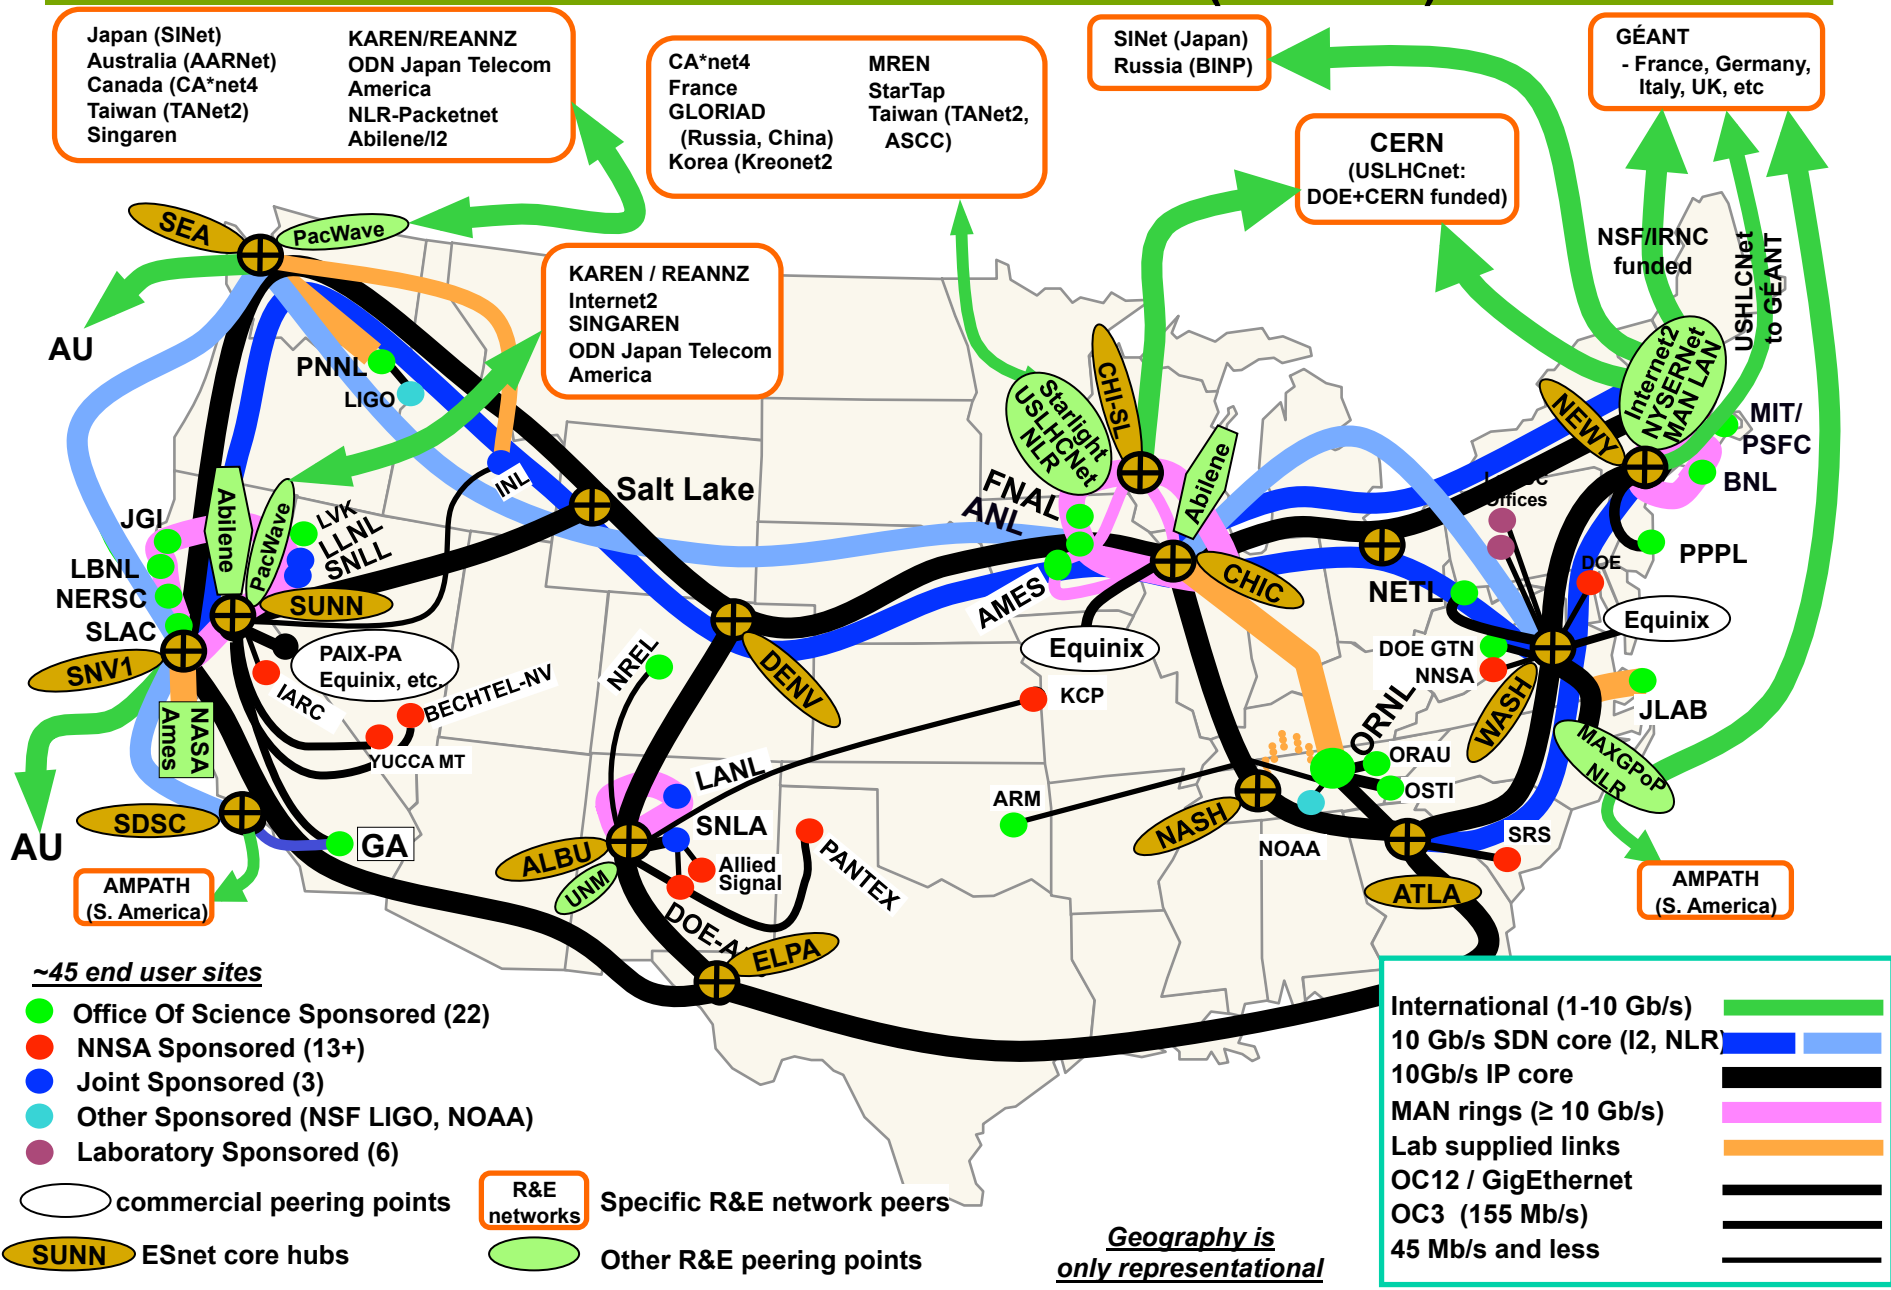 Japan (SINet)
Australia (AARNet)
Canada (CA*net4
Taiwan (TANet2)
Singaren
KAREN/REANNZ
ODN Japan Telecom
America
NLR-Packetnet
Abilene/I2
CA*net4
France
GLORIAD
(Russia, China)
Korea (Kreonet2
MREN
StarTap
Taiwan (TANet2,
ASCC)
SINet (Japan)
Russia (BINP)
GÉANT
- France, Germany,
Italy, UK, etc
CERN
(USLHCnet:
DOE+CERN funded)
NSF/IRNC
funded
USHLCNet
to GÉANT
SEA
PacWave
AU
KAREN / REANNZ
Internet2
SINGAREN
ODN Japan Telecom
America
PNNL
LIGO
INL
Salt Lake
Starlight
USLHCNet
NLR
CHI-SL
Abilene
FNAL
ANL
AMES
CHIC
Equinix
Internet2
NYSERNet
MAN LAN
NEWY
MIT/
PSFC
BNL
PPPL
Offices
DOE
NETL
Equinix
DOE GTN
NNSA
WASH
JLAB
MAXGPoP
NLR
JGI
LBNL
NERSC
SLAC
SNV1
Abilene
PacWave
LVK
LLNL
SNLL
SUNN
PAIX-PA
Equinix, etc.
IARC
BECHTEL-NV
YUCCA MT
NASA
Ames
AU
SDSC
GA
AMPATH
(S. America)
NREL
DENV
KCP
LANL
SNLA
ALBU
UNM
Allied
Signal
PANTEX
DOE-A
ELPA
ARM
ORNL
ORAU
OSTI
NASH
NOAA
SRS
ATLA
AMPATH
(S. America)
~45 end user sites
Office Of Science Sponsored (22)
NNSA Sponsored (13+)
Joint Sponsored (3)
Other Sponsored (NSF LIGO, NOAA)
Laboratory Sponsored (6)
commercial peering points
R&E
networks
Specific R&E network peers
SUNN
ESnet core hubs
Other R&E peering points
Geography is
only representational
International (1-10 Gb/s)
10 Gb/s SDN core (I2, NLR)
10Gb/s IP core
MAN rings (≥ 10 Gb/s)
Lab supplied links
OC12 / GigEthernet
OC3 (155 Mb/s)
45 Mb/s and less